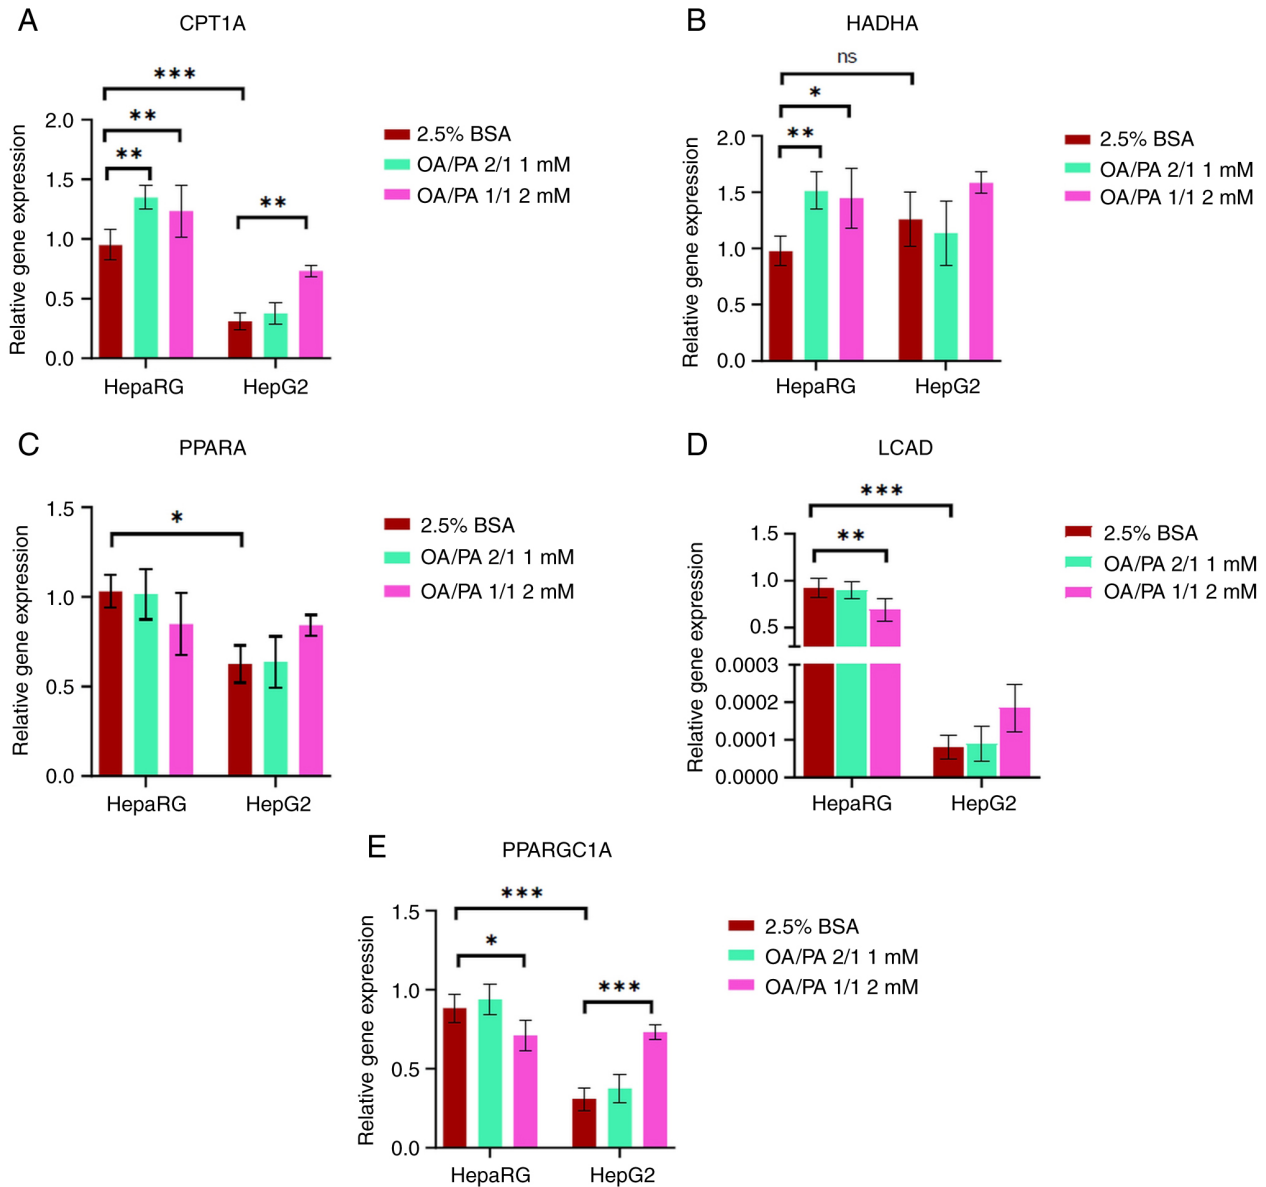 A
CPT1A
***
**
**
**
Relative gene expression
2.0
1.5
1.0
0.5
0.0
HepaRG
HepG2
2.5% BSA
OA/PA 2/1 1 mM
OA/PA 1/1 2 mM
B
HADHA
ns
*
**
Relative gene expression
2.0
1.5
1.0
0.5
0.0
HepaRG
HepG2
2.5% BSA
OA/PA 2/1 1 mM
OA/PA 1/1 2 mM
C
PPARA
*
Relative gene expression
1.5
1.0
0.5
0.0
HepaRG
HepG2
2.5% BSA
OA/PA 2/1 1 mM
OA/PA 1/1 2 mM
D
LCAD
***
**
Relative gene expression
1.5
1.0
0.5
0.0003
0.0002
0.0001
0.0000
HepaRG
HepG2
2.5% BSA
OA/PA 2/1 1 mM
OA/PA 1/1 2 mM
E
PPARGC1A
***
*
***
Relative gene expression
1.5
1.0
0.5
0.0
HepaRG
HepG2
2.5% BSA
OA/PA 2/1 1 mM
OA/PA 1/1 2 mM